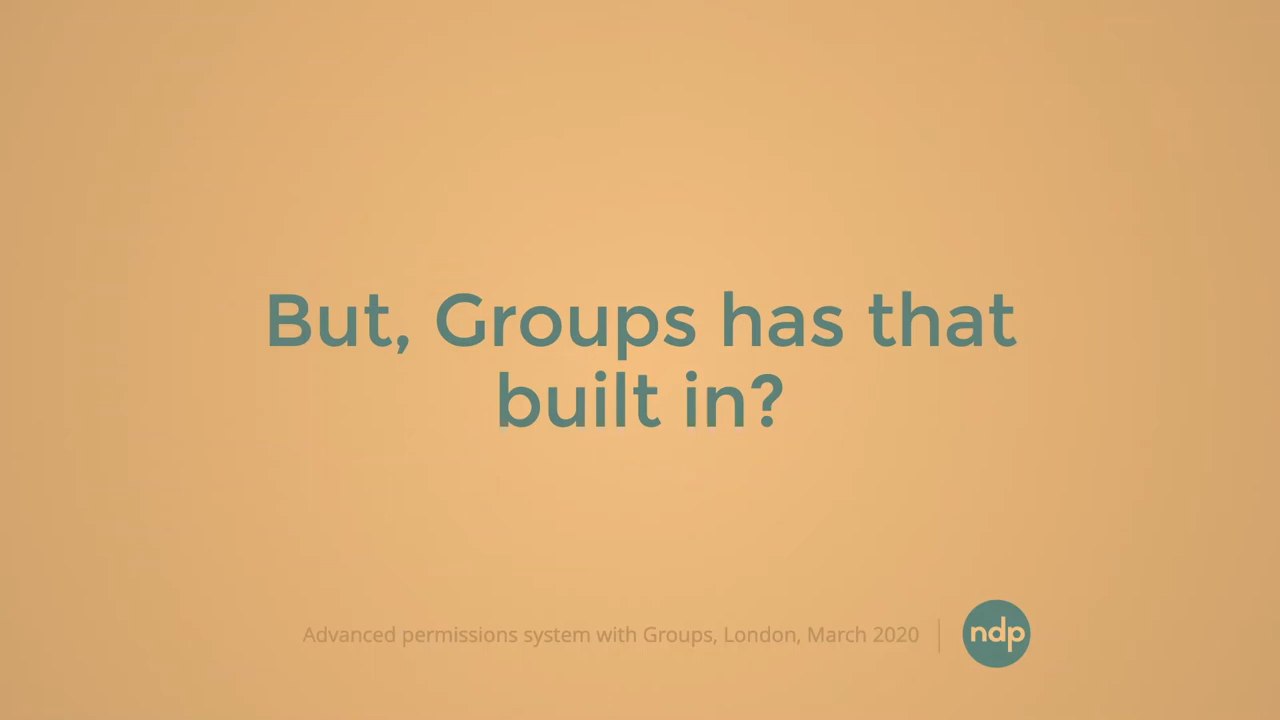 But, Groups has that
built in?
Advanced permissions system with Groups, London, March 2020
ndp